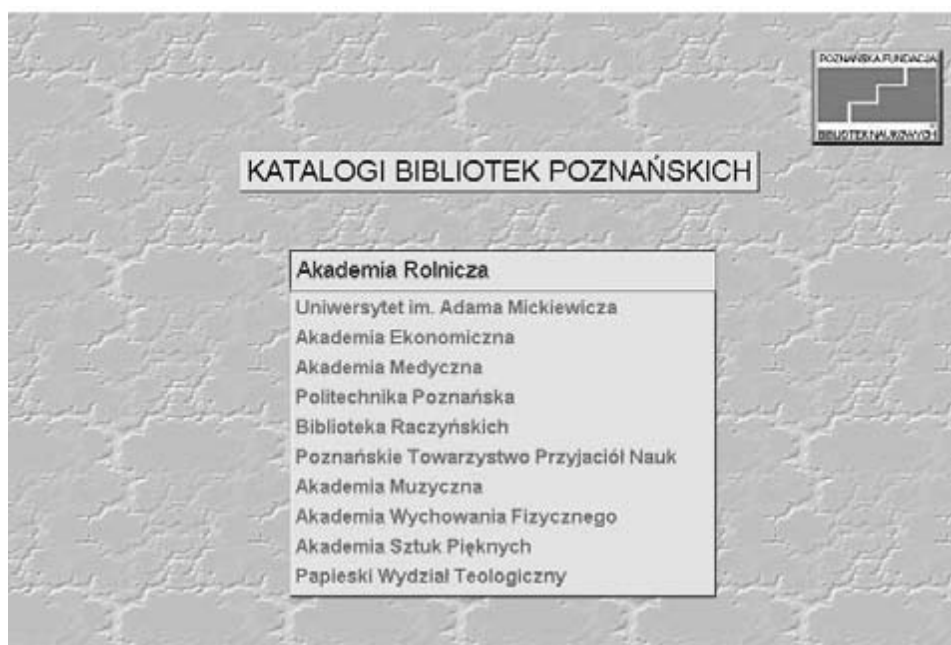 POZNAŃSKA FUNDACJA
BIBLIOTEK NAUKOWYCH
KATALOGI BIBLIOTEK POZNAŃSKICH
Akademia Rolnicza
Uniwersytet im. Adama Mickiewicza
Akademia Ekonomiczna
Akademia Medyczna
Politechnika Poznańska
Biblioteka Raczyńskich
Poznańskie Towarzystwo Przyjaciół Nauk
Akademia Muzyczna
Akademia Wychowania Fizycznego
Akademia Sztuk Pięknych
Papieski Wydział Teologiczny